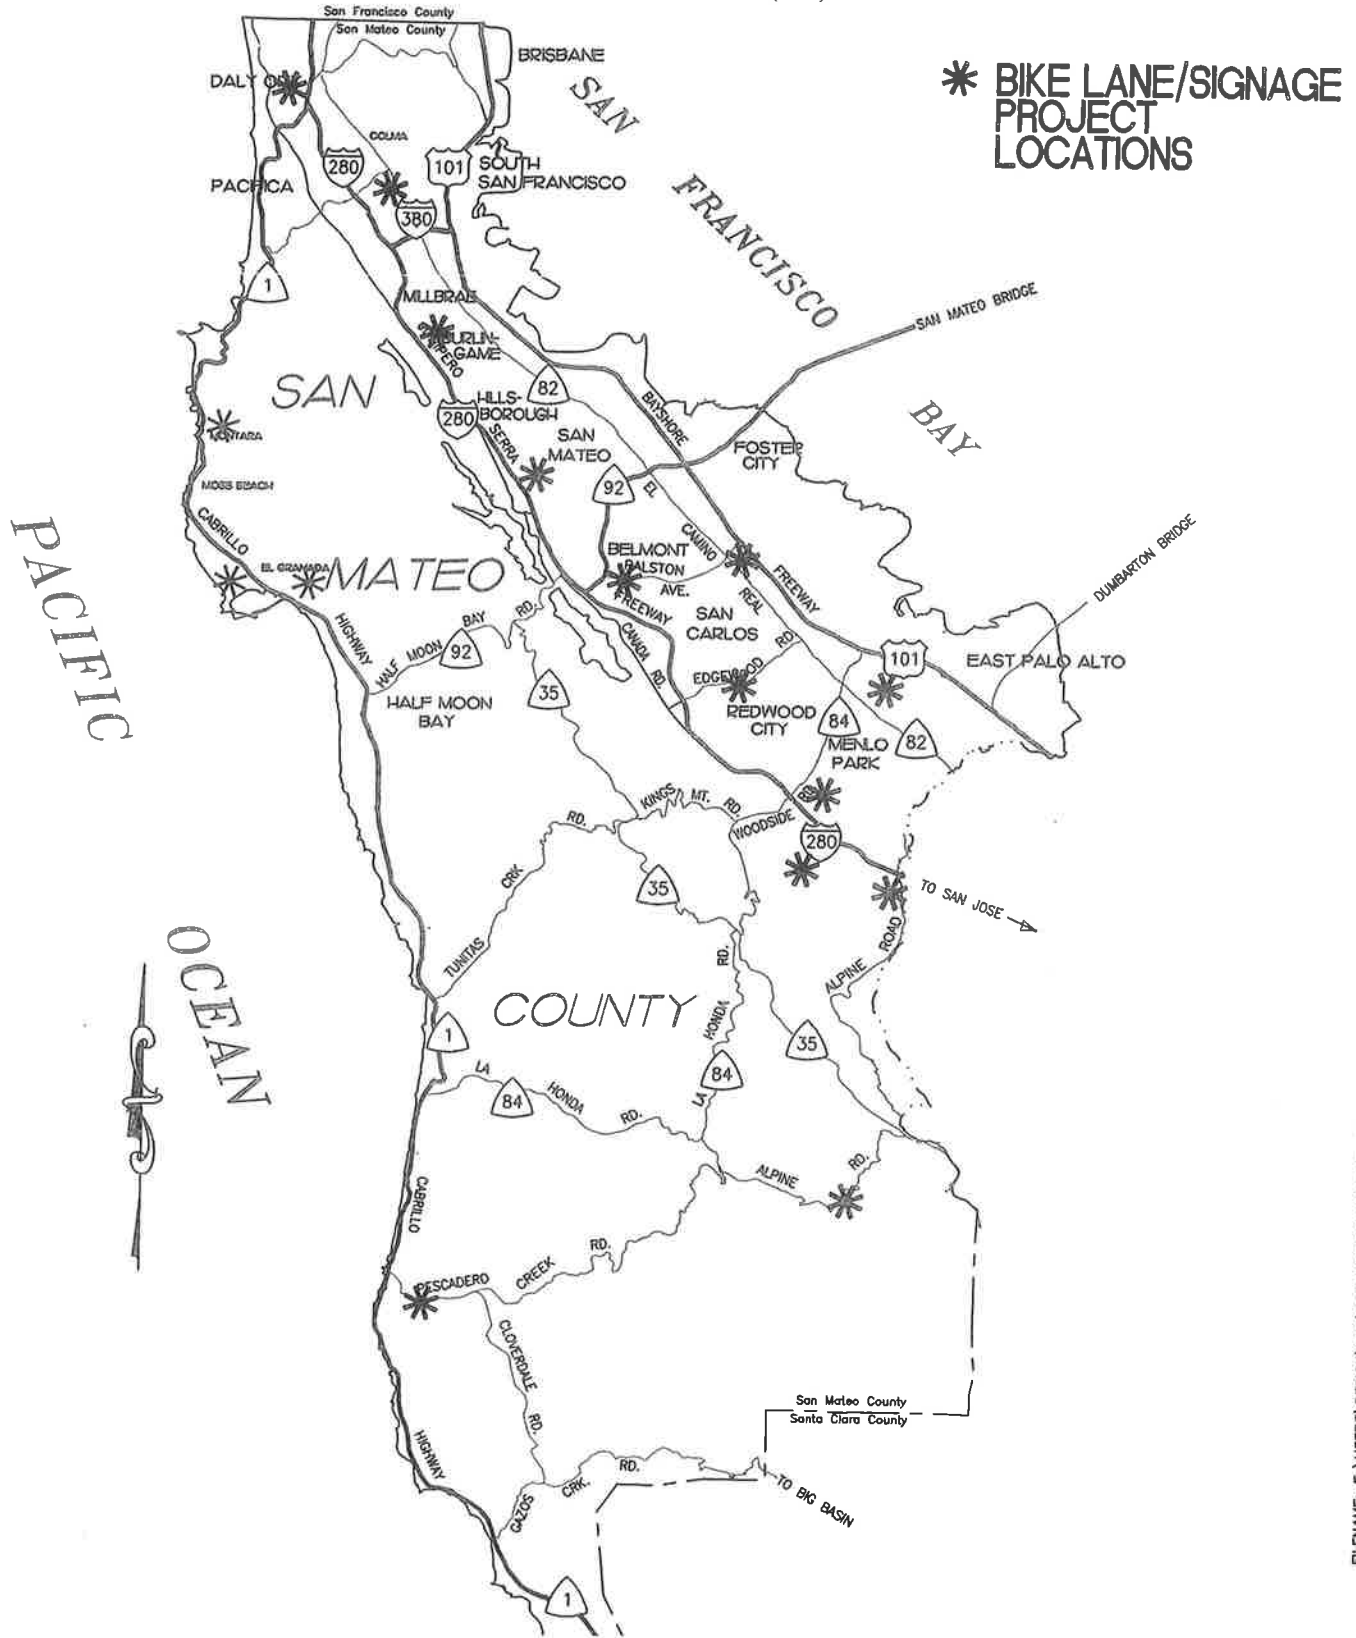 San Francisco County
San Mateo County
BRISBANE
DALY
COLMA
280
101
SOUTH
SAN FRANCISCO
PACIFICA
380
1
SAN
FRANCISCO
BAY
BIKE LANE/SIGNAGE
PROJECT
LOCATIONS
SAN MATEO BRIDGE
MILLBRAE
BURLIN-
GAME
82
HILLS-
BOROUGH
280
SERRA
SAN
MATEO
BAYSHORE
FOSTER
CITY
92
EL
CAMINO
REAL
FREEWAY
SAN
MATEO
COUNTY
MONTARA
MOSS BEACH
CABRILLO
EL GRANADA
HIGHWAY
PACIFIC
OCEAN
BELMONT
RALSTON
AVE.
FREEWAY
CANADA
RD.
SAN
CARLOS
DUMBARTON BRIDGE
HALF MOON BAY RD.
92
HALF MOON
BAY
35
EDGEWOOD RD.
REDWOOD
CITY
101
EAST PALO ALTO
84
82
MENLO
PARK
KINGS MT. RD.
WOODSIDE RD.
280
TUNITAS CRK RD.
35
TO SAN JOSE
ALPINE ROAD
1
LA HONDA RD.
84
LA HONDA RD.
84
35
CABRILLO
ALPINE RD.
PESCADERO CREEK RD.
CLOVERDALE RD.
HIGHWAY
San Mateo County
Santa Clara County
GAZOS CRK. RD.
TO BIG BASIN
1